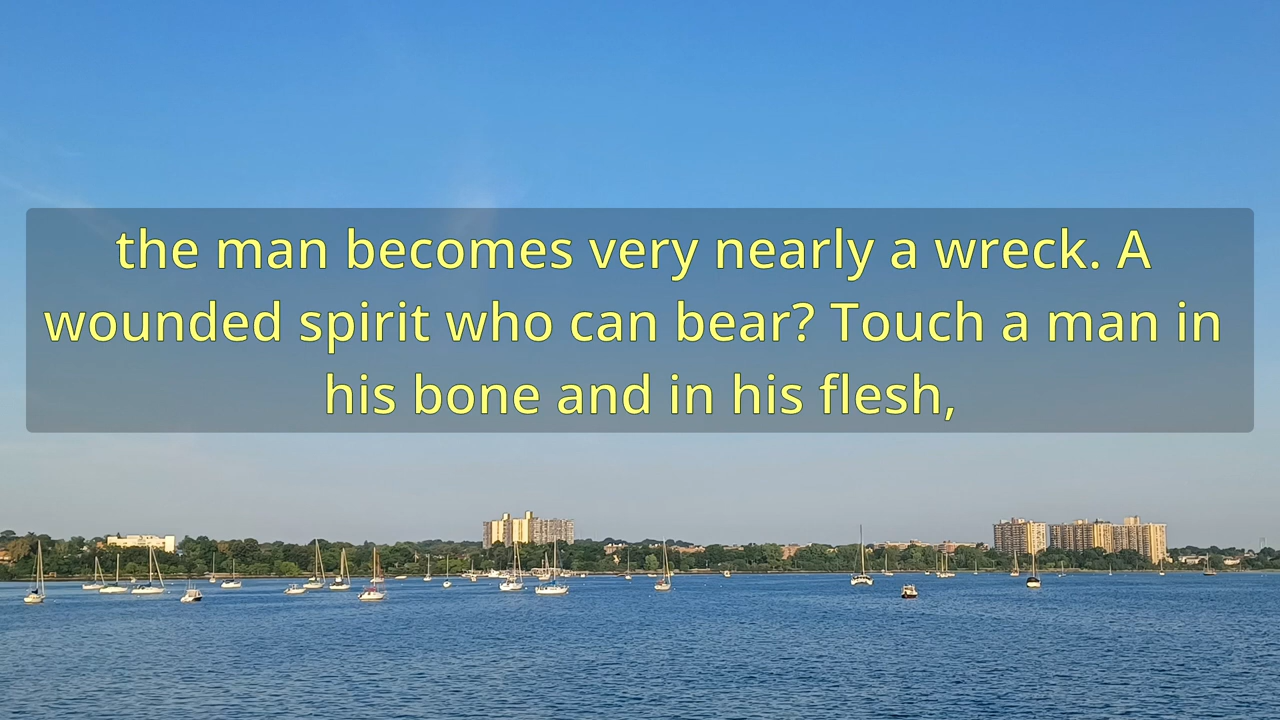 the man becomes very nearly a wreck. A
wounded spirit who can bear? Touch a man in
his bone and in his flesh,